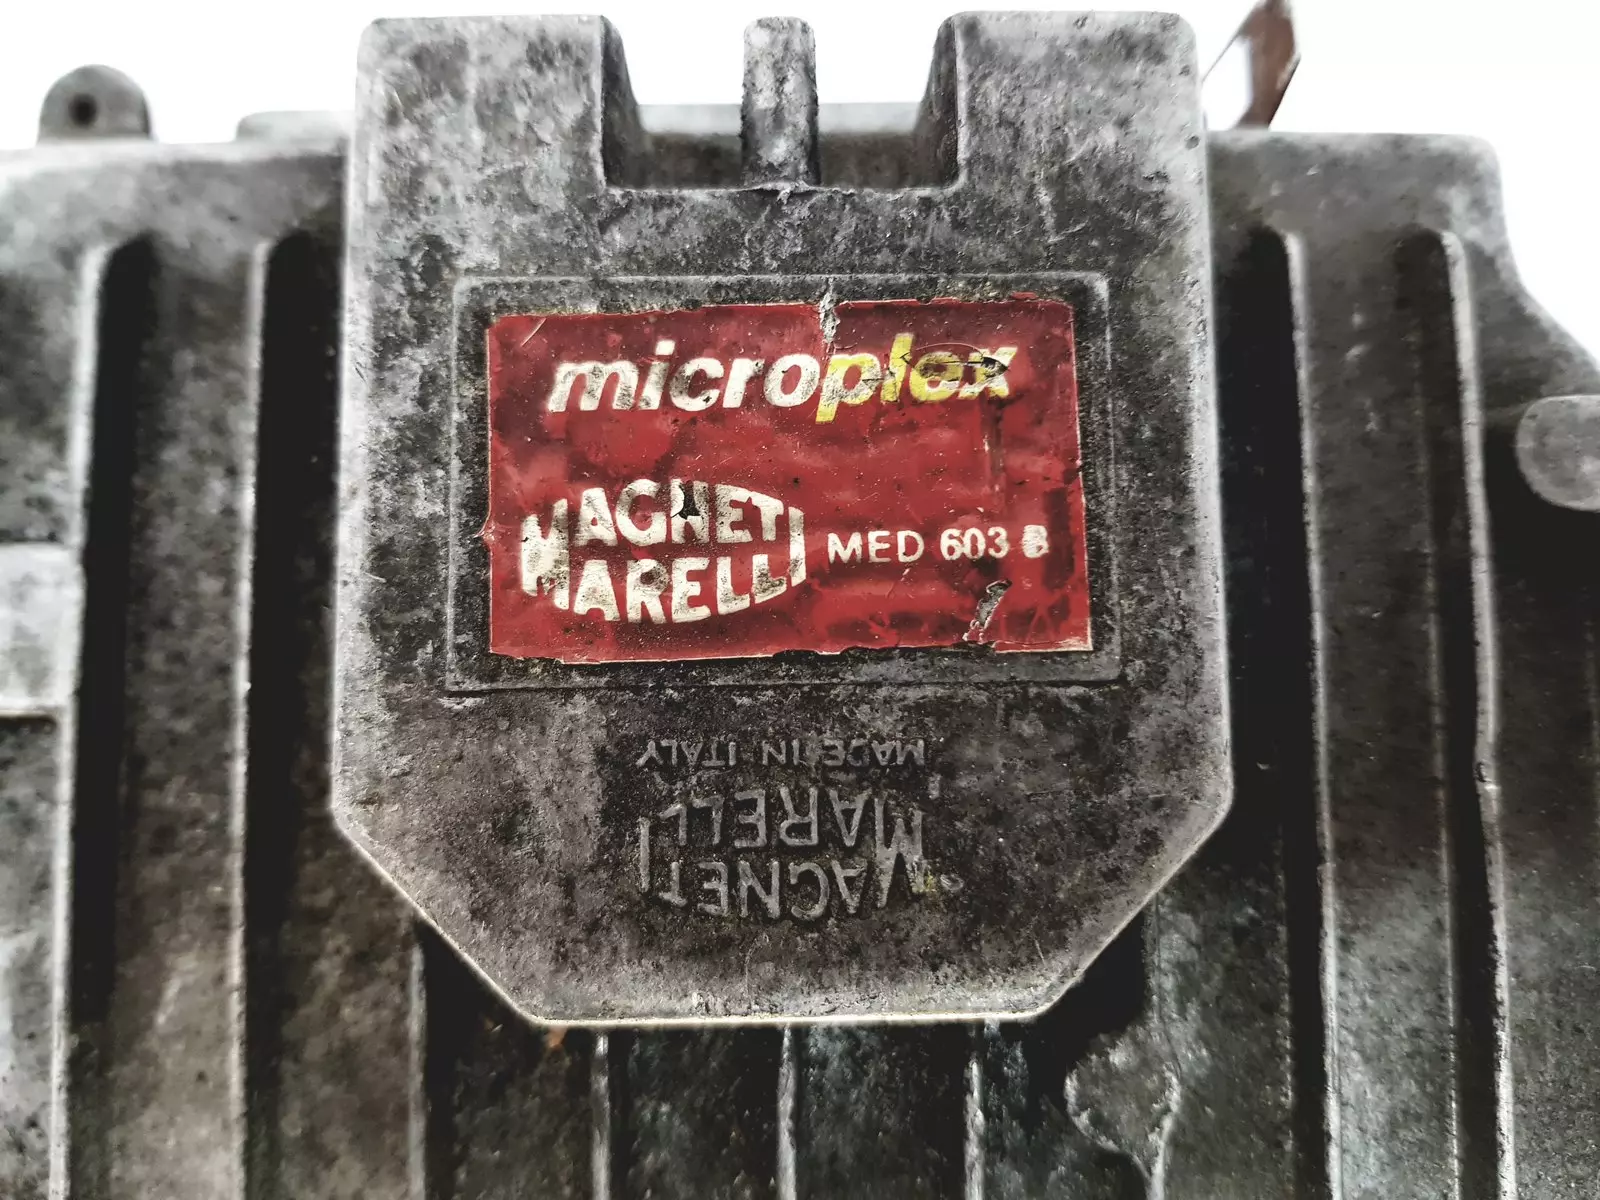 microplex
MAGNETI
MARELLI
MED 603 B
MAGNETI
MARELLI
MADE IN ITALY